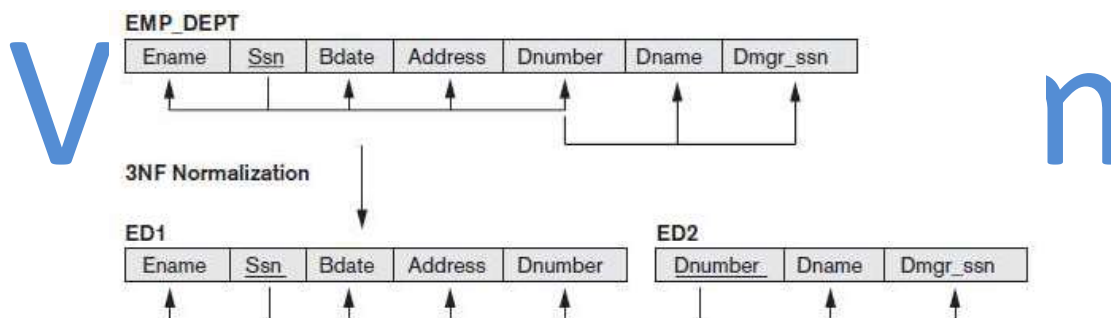 EMP_DEPT
Ename Ssn Bdate Address Dnumber Dname Dmgr_ssn
3NF Normalization
ED1 ED2
Ename Ssn Bdate Address Dnumber Dnumber Dname Dmgr_ssn